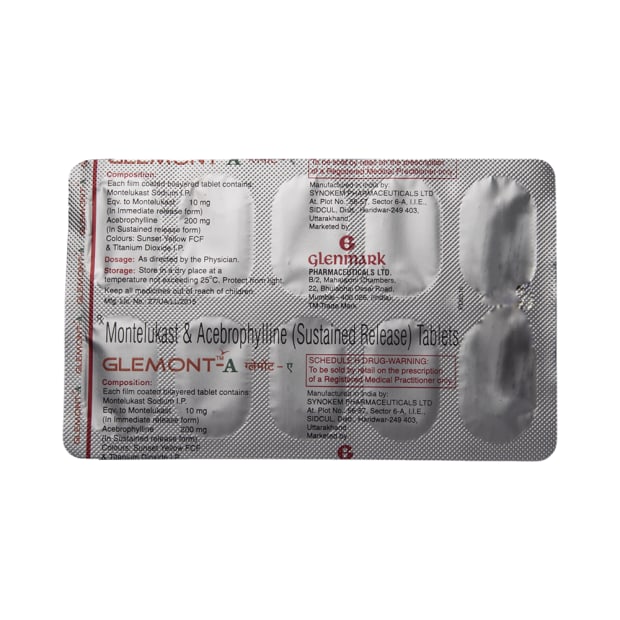 GLEMONT-A
Composition:
Each film coated bilayered tablet contains:
Montelukast Sodium I.P.
Eqv. to Montelukast 10 mg
(In Immediate release form)
Acebrophylline 200 mg
(In Sustained release form)
Colours: Sunset Yellow FCF
& Titanium Dioxide I.P.
Dosage: As directed by the Physician.
Storage: Store in a dry place at
temperature not exceeding 25°C. Protect from light.
Keep all medicines out of reach of children.
Mfg. Lic. No.
To be sold by retail on the prescription
of a Registered Medical Practitioner only.
Manufactured in India by:
SYNOKEM PHARMACEUTICALS LTD
At. Plot No.: 56-57, Sector 6-A, I.I.E.,
SIDCUL, Distt. Haridwar-249 403,
Uttarakhand.
Marketed by:
G
Glenmark
PHARMACEUTICALS LTD.
B/2, Mahalaxmi Chambers,
22, Bhulabhai Desai Road,
Mumbai - 400 026, (India)
TM-Trade Mark
Rx
Montelukast & Acebrophylline (Sustained Release) Tablets
GLEMONT™-A ग्लेमोंट - ए
SCHEDULE H DRUG-WARNING:
To be sold by retail on the prescription
of a Registered Medical Practitioner only
Composition:
Each film coated bilayered tablet contains:
Montelukast Sodium I.P.
Eqv. to Montelukast 10 mg
(In Immediate release form)
Acebrophylline 200 mg
(In Sustained release form)
Colours: Sunset Yellow FCF
& Titanium Dioxide I.P.
Manufactured in India by:
SYNOKEM PHARMACEUTICALS LTD
At. Plot No.: 56-57, Sector 6-A, I.I.E.,
SIDCUL, Distt. Haridwar-249 403,
Uttarakhand
Marketed by
G
GLEMONT-A
GLEMONT-A
GLEMONT-A